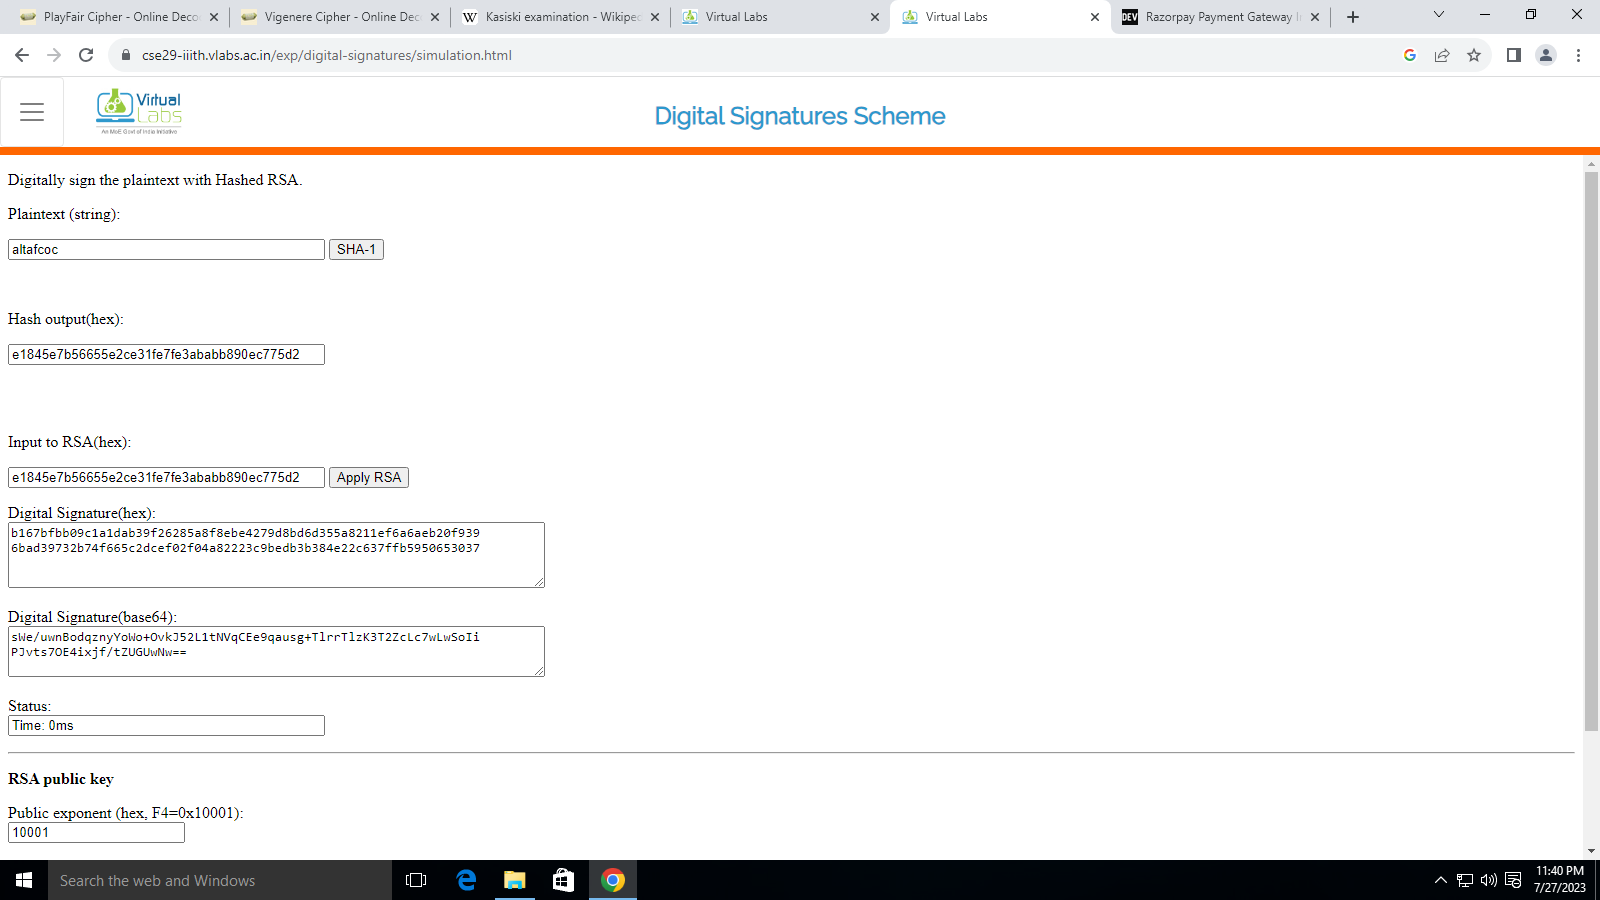 PlayFair Cipher - Online Deco
Vigenere Cipher - Online Dec
Kasiski examination - Wikiped
Virtual Labs
Virtual Labs
DEV
Razorpay Payment Gateway I
cse29-iiith.vlabs.ac.in/exp/digital-signatures/simulation.html
Virtual
Labs
An MoE Govt of India Initiative
Digital Signatures Scheme
Digitally sign the plaintext with Hashed RSA.
Plaintext (string):
altafcoc
SHA-1
Hash output(hex):
e1845e7b56655e2ce31fe7fe3ababb890ec775d2
Input to RSA(hex):
e1845e7b56655e2ce31fe7fe3ababb890ec775d2
Apply RSA
Digital Signature(hex):
b167bfbb09c1a1dab39f26285a8f8ebe4279d8bd6d355a8211ef6a6aeb20f939
6bad39732b74f665c2dcef02f04a82223c9bedb3b384e22c637ffb5950653037
Digital Signature(base64):
sWe/uwnBodqznyYoWo+OvkJ52L1tNVqCEe9qausg+TlrrTlzK3T2ZcLc7wLwSoIi
PJvts7OE4ixjf/tZUGUwNw==
Status:
Time: 0ms
RSA public key
Public exponent (hex, F4=0x10001):
10001
Search the web and Windows
11:40 PM
7/27/2023